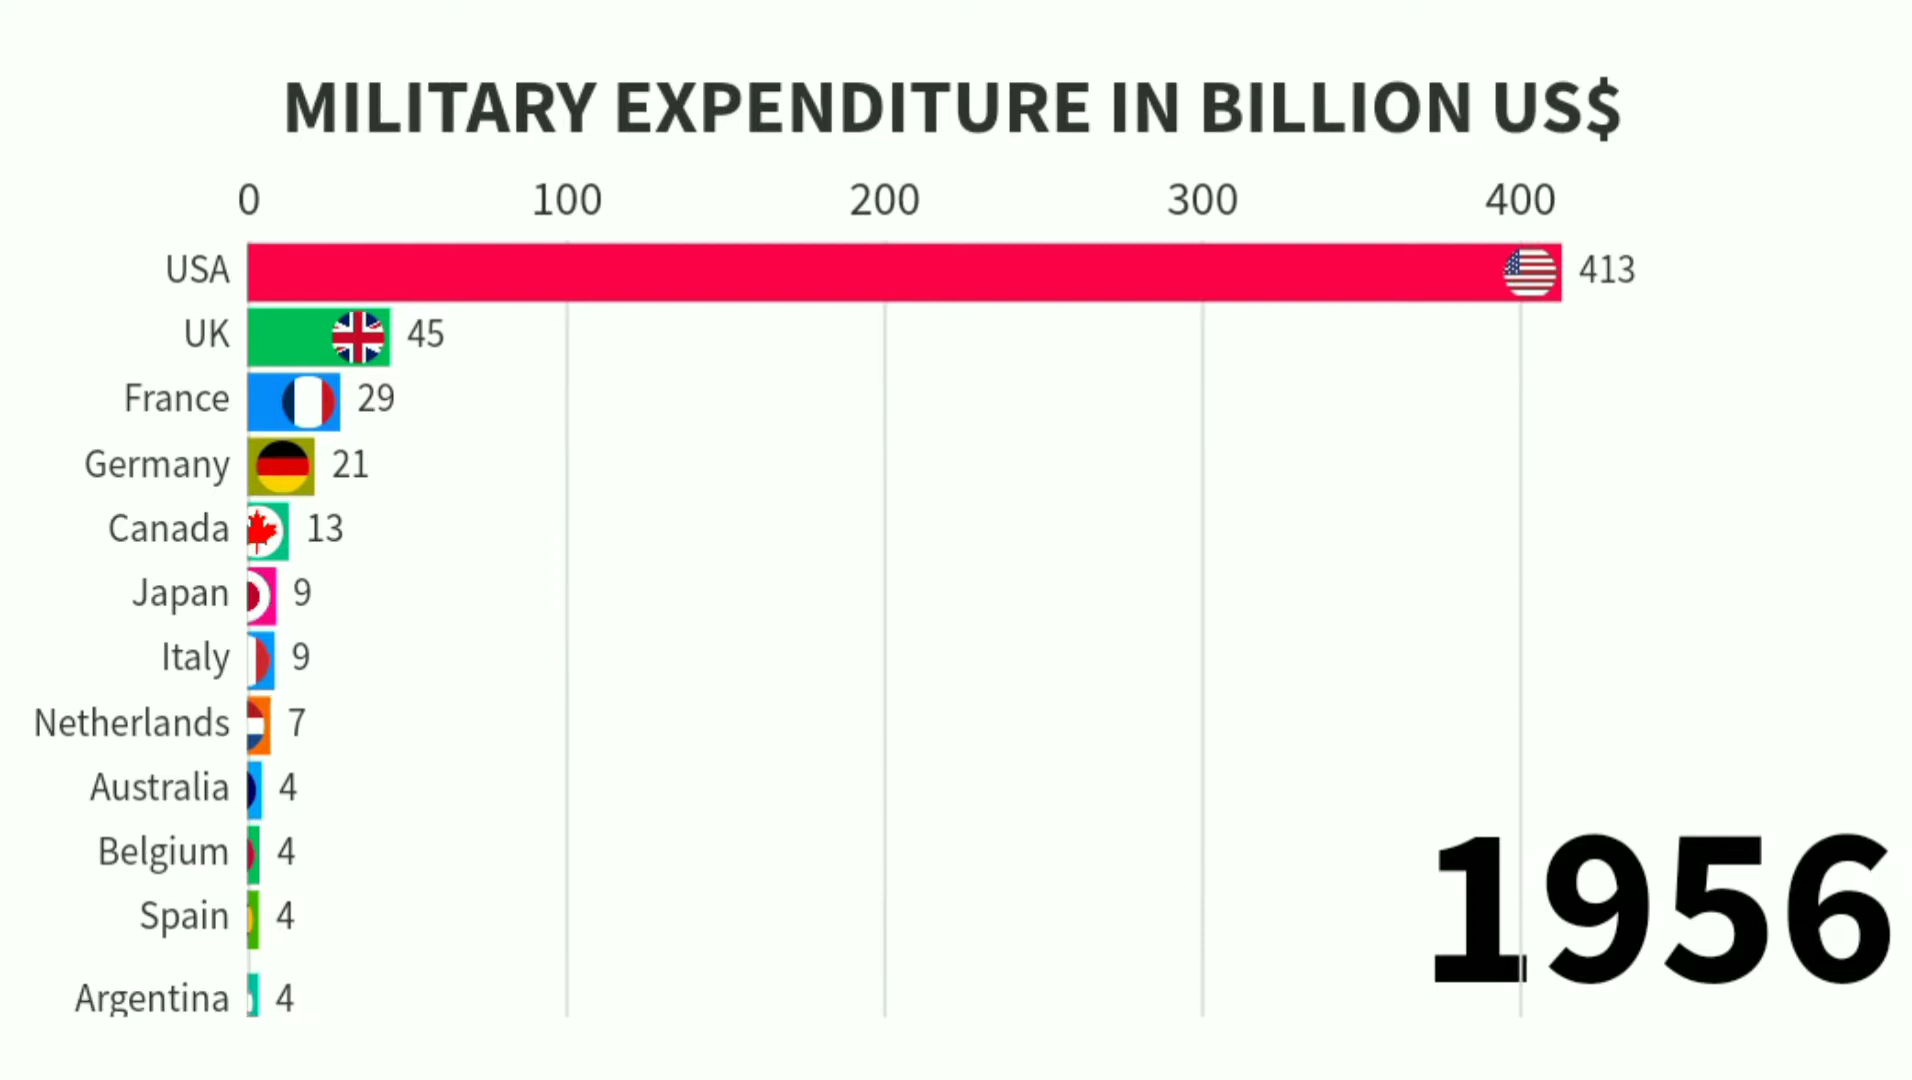 MILITARY EXPENDITURE IN BILLION US$
0 100 200 300 400
USA 413
UK 45
France 29
Germany 21
Canada 13
Japan 9
Italy 9
Netherlands 7
Australia 4
Belgium 4
Spain 4
Argentina 4
1956